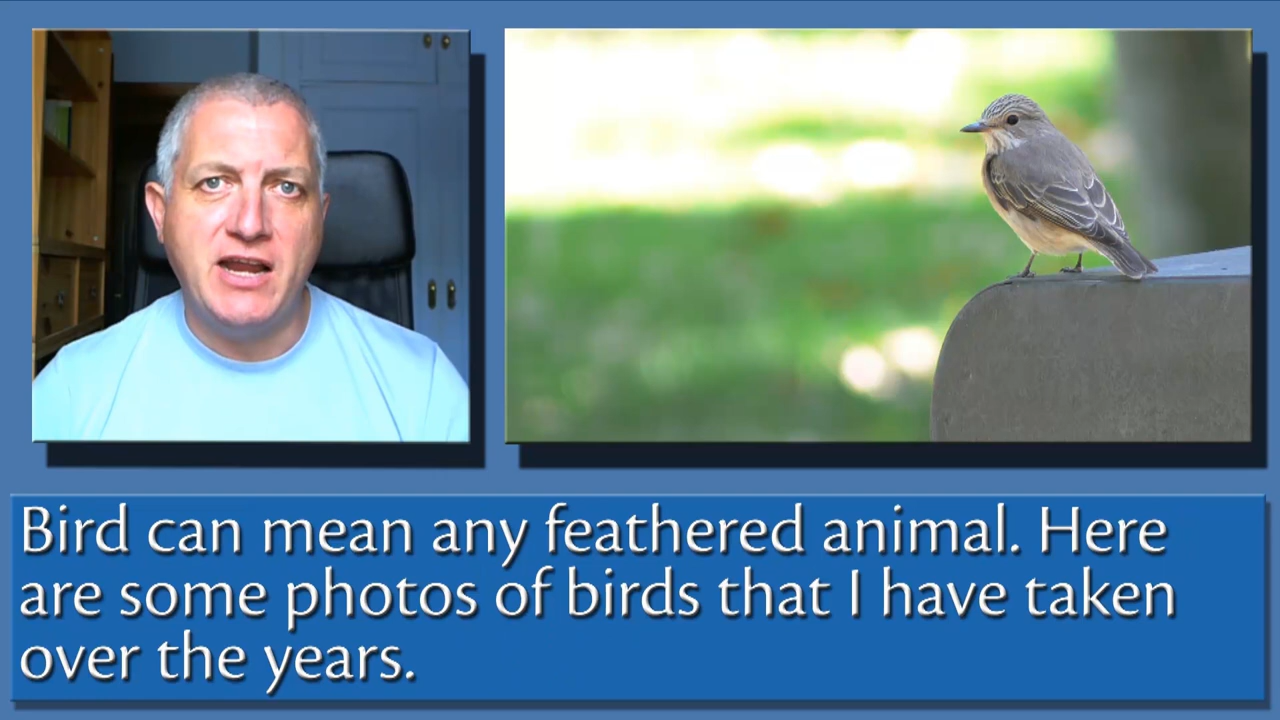 Bird can mean any feathered animal. Here
are some photos of birds that I have taken
over the years.